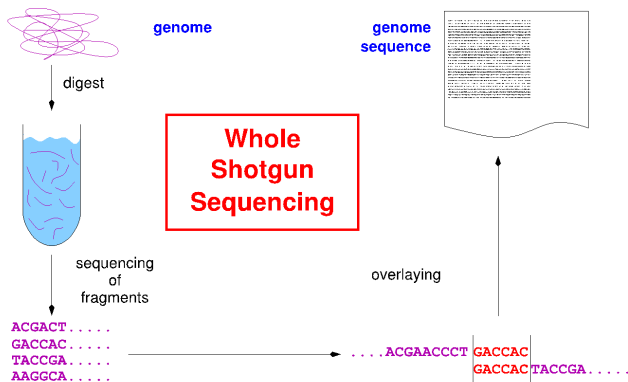 genome
digest
sequencing
of
fragments
ACGACT.....
GACCAC.....
TACCGA.....
AAGGCA.....
Whole
Shotgun
Sequencing
genome
sequence
overlaying
....ACGAACCCT GACCAC
GACCAC TACCGA.....